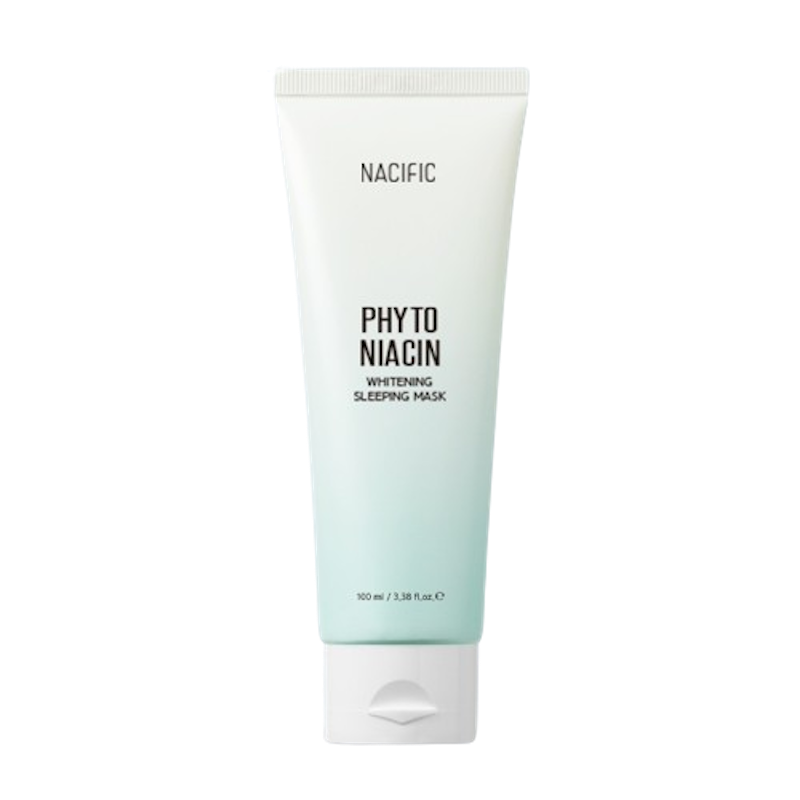 NACIFIC
PHYTO
NIACIN
WHITENING
SLEEPING MASK
100 ml / 3,38 fl.oz.℮